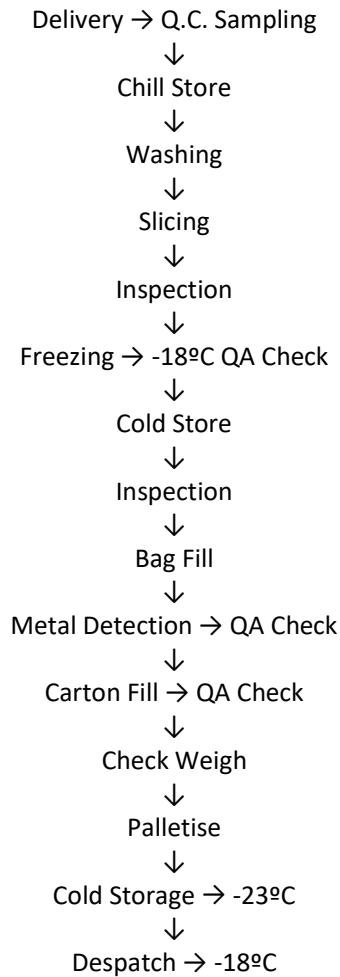 Delivery → Q.C. Sampling
↓
Chill Store
↓
Washing
↓
Slicing
↓
Inspection
↓
Freezing → -18ºC QA Check
↓
Cold Store
↓
Inspection
↓
Bag Fill
↓
Metal Detection → QA Check
↓
Carton Fill → QA Check
↓
Check Weigh
↓
Palletise
↓
Cold Storage → -23ºC
↓
Despatch → -18ºC